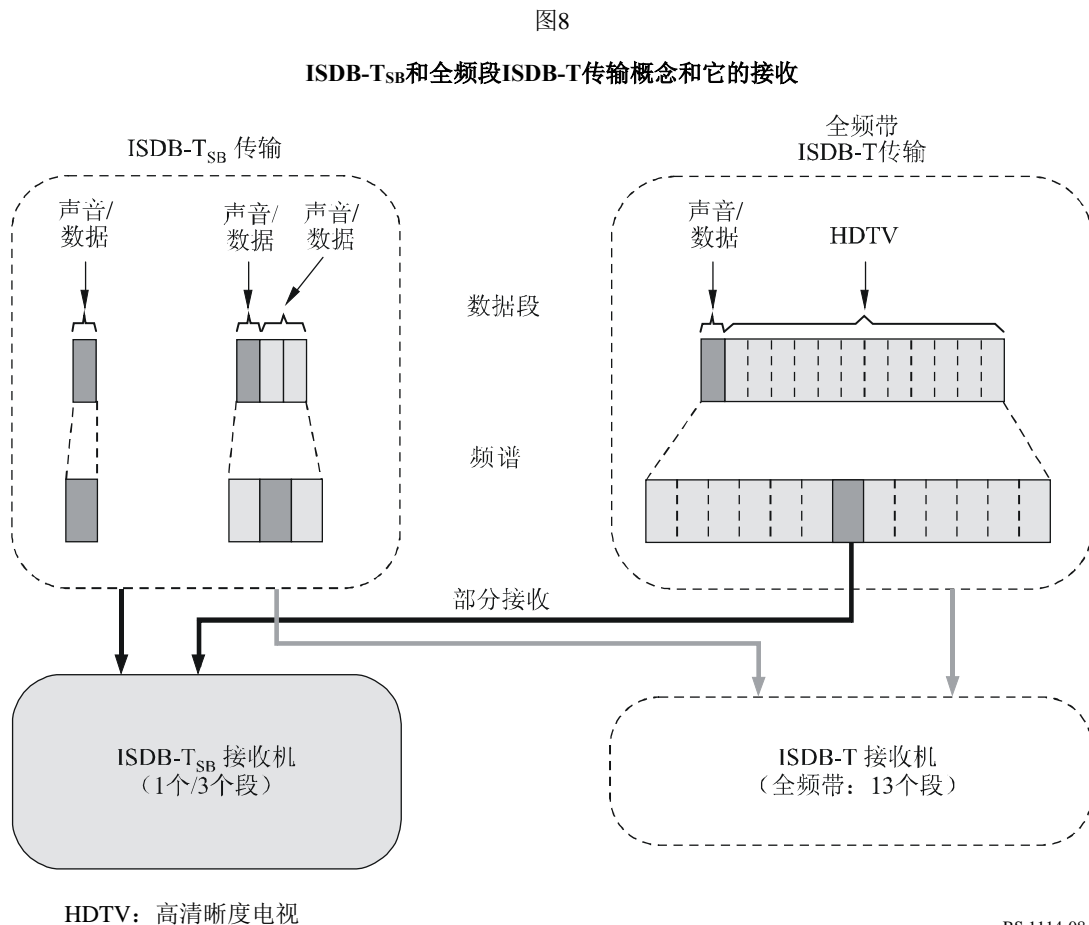 图8
ISDB-TSB和全频段ISDB-T传输概念和它的接收
ISDB-TSB 传输
全频带
ISDB-T传输
声音/
数据
声音/
数据
声音/
数据
声音/
数据
HDTV
数据段
频谱
部分接收
ISDB-TSB 接收机
（1个/3个段）
ISDB-T 接收机
（全频带：13个段）
HDTV：高清晰度电视